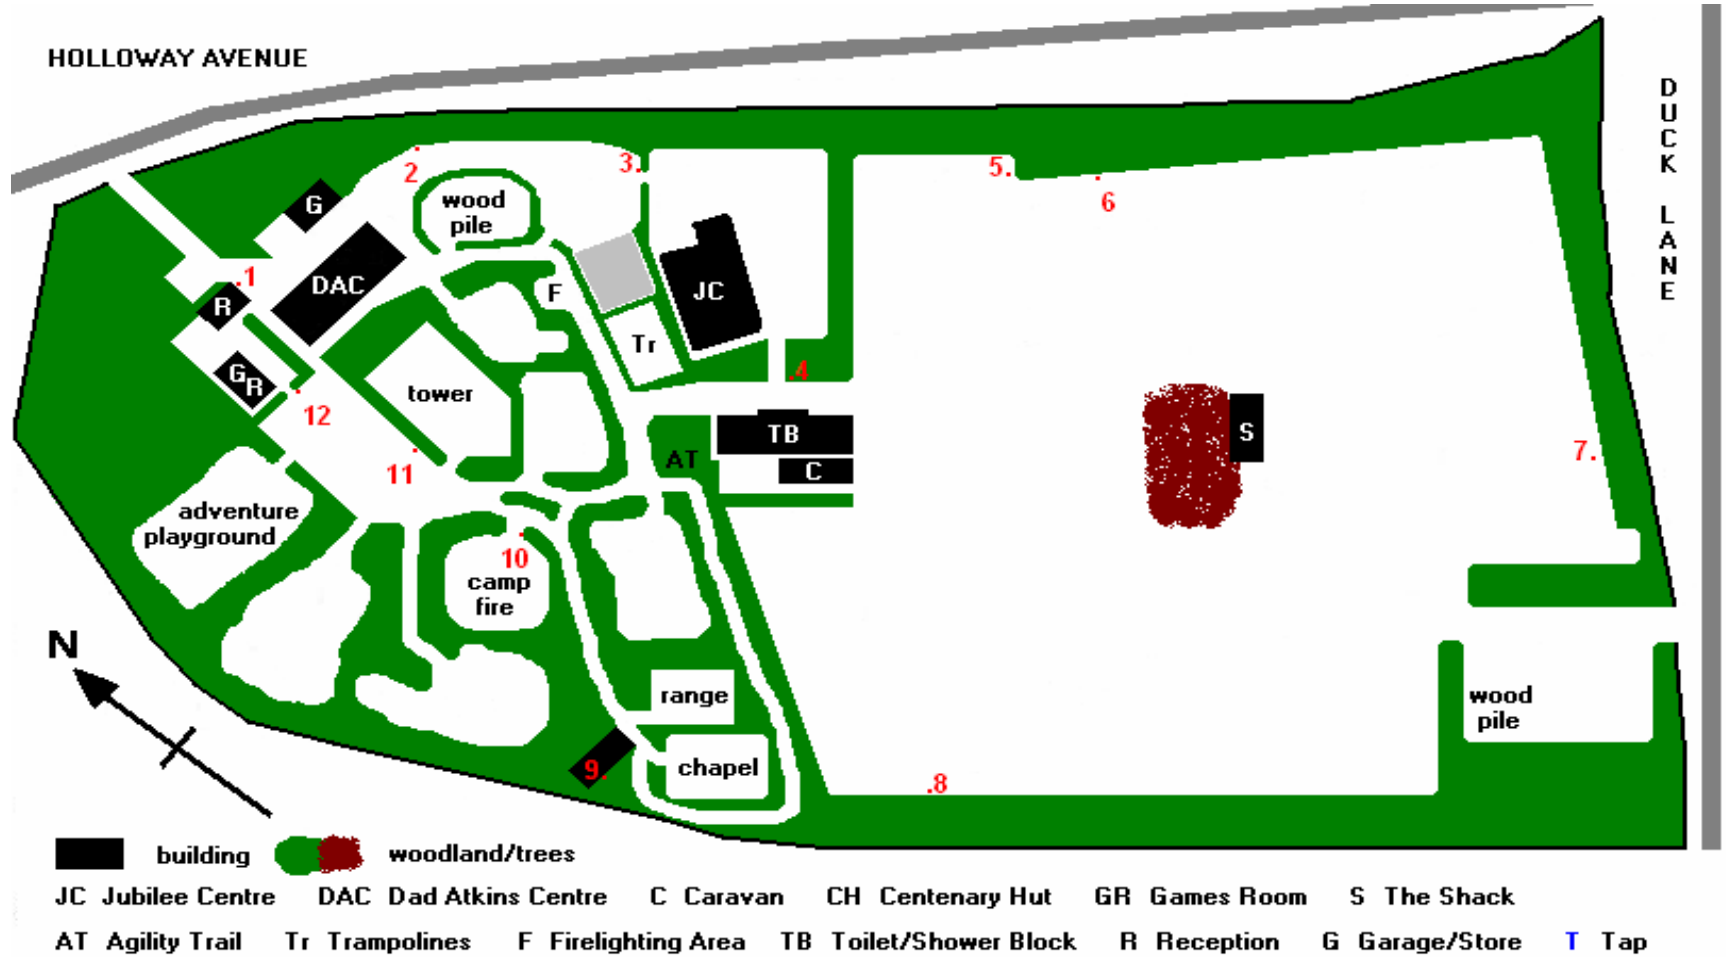 HOLLOWAY AVENUE
DUCK LANE
2
3.
5.
6
wood
pile
G
.1
DAC
R
F
JC
Tr
.4
GR
tower
12
TB
S
7.
AT
C
11
adventure
playground
10
camp
fire
N
range
wood
pile
chapel
9.
.8
building
woodland/trees
JC Jubilee Centre DAC Dad Atkins Centre C Caravan CH Centenary Hut GR Games Room S The Shack
AT Agility Trail Tr Trampolines F Firelighting Area TB Toilet/Shower Block R Reception G Garage/Store T Tap